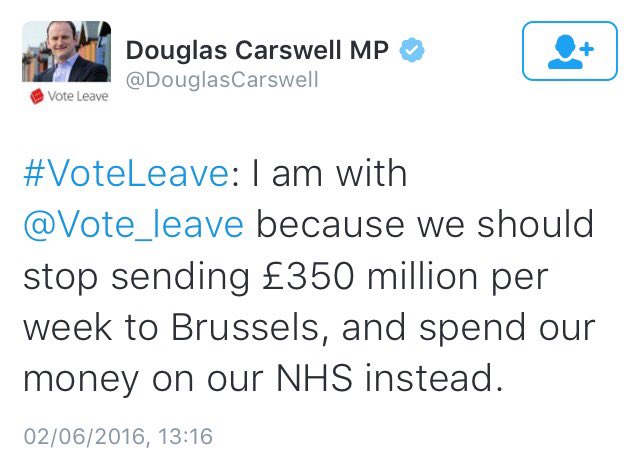 Douglas Carswell MP
@DouglasCarswell
Vote Leave
#VoteLeave: I am with
@Vote_leave because we should
stop sending £350 million per
week to Brussels, and spend our
money on our NHS instead.
02/06/2016, 13:16